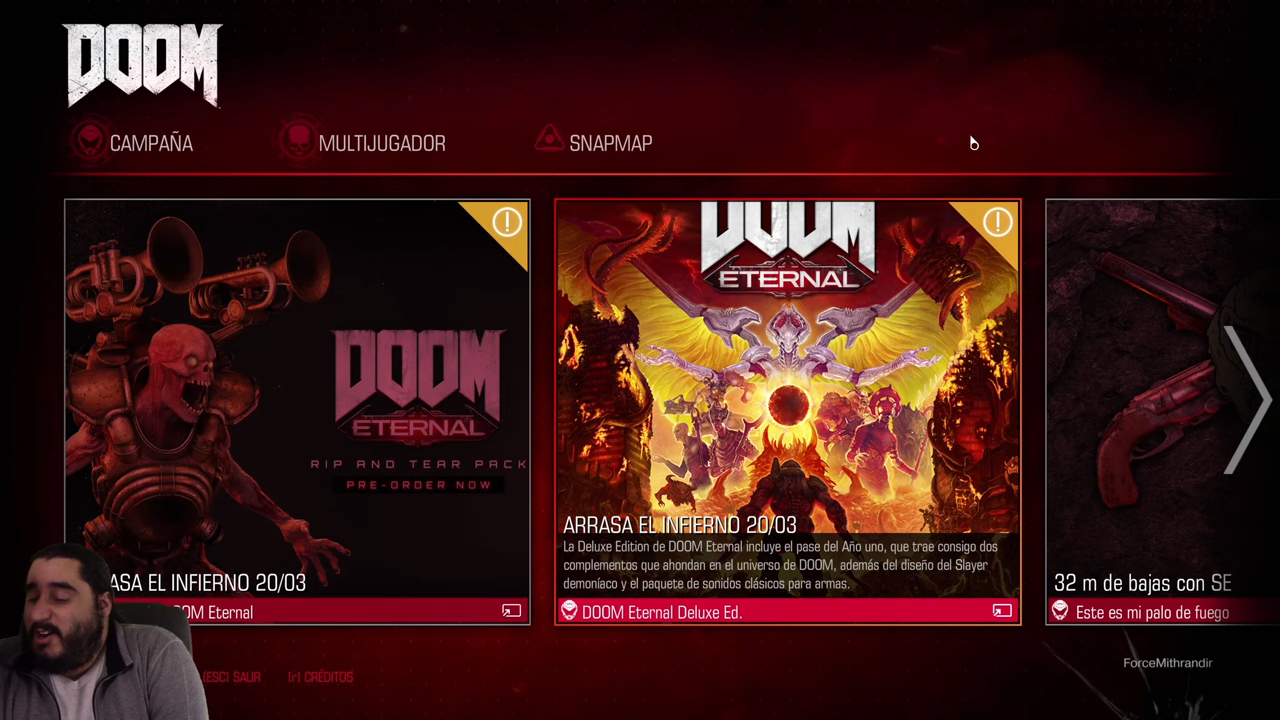 DOOM
CAMPAÑA
MULTIJUGADOR
SNAPMAP
DOOM
ETERNAL
RIP AND TEAR PACK
PRE-ORDER NOW
ASA EL INFIERNO 20/03
OM Eternal
DOOM
ETERNAL
ARRASA EL INFIERNO 20/03
La Deluxe Edition de DOOM Eternal incluye el pase del Año uno, que trae consigo dos
complementos que ahondan en el universo de DOOM, además del diseño del Slayer
demoníaco y el paquete de sonidos clásicos para armas.
DOOM Eternal Deluxe Ed.
32 m de bajas con SE
Este es mi palo de fuego
[ESC] SALIR
[r] CRÉDITOS
ForceMithrandir